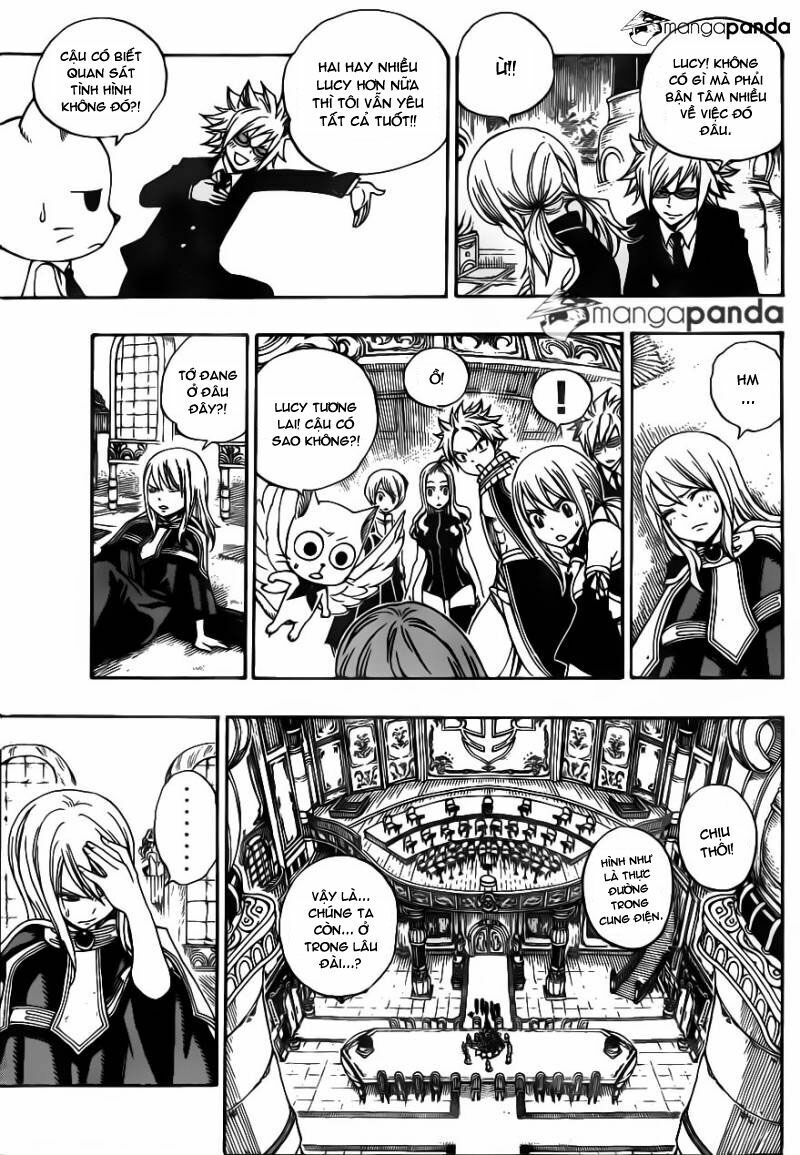 mangapanda
LUCY! KHÔNG
CÓ GÌ MÀ PHẢI
BẬN TÂM NHIỀU
VỀ VIỆC ĐÓ
ĐÂU.
Ừ!!
HAI HAY NHIỀU
LUCY HƠN NỮA
THÌ TÔI VẪN YÊU
TẤT CẢ TUỐT!!
CẬU CÓ BIẾT
QUAN SÁT
TÌNH HÌNH
KHÔNG ĐÓ?!
mangapanda
HM
...
!
Ồ!
LUCY TƯƠNG
LAI! CẬU CÓ
SAO KHÔNG?!
TỚ ĐANG
Ở ĐÂU
ĐÂY?!
CHỊU
THÔI!
HÌNH NHƯ
LÀ THỰC
ĐƯỜNG
TRONG
CUNG ĐIỆN.
VẬY LÀ...
CHÚNG TA
CÒN... Ở
TRONG LÂU
ĐÀI...?
......